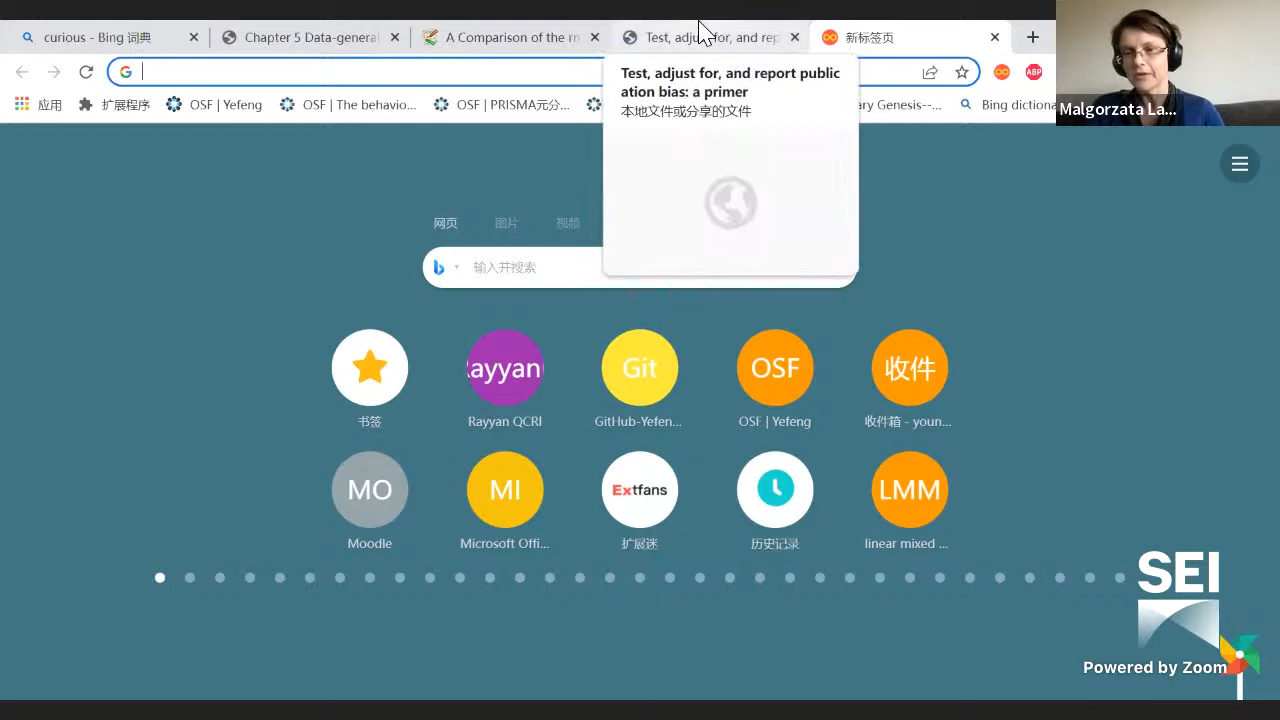 curious - Bing 词典
Chapter 5 Data-general
A Comparison of the m
Test, adjust for, and rep
新标签页
ABP
应用
扩展程序
OSF | Yefeng
OSF | The behavio...
OSF | PRISMA元分...
ary Genesis--...
Bing dictiona
Test, adjust for, and report public
ation bias: a primer
本地文件或分享的文件
Malgorzata La...
网页
图片
视频
输入并搜索
Rayyan
Git
OSF
收件
书签
Rayyan QCRI
GitHub-Yefen...
OSF | Yefeng
收件箱 - youn...
MO
MI
Extfans
LMM
Moodle
Microsoft Offi...
扩展迷
历史记录
linear mixed ...
SEI
Powered by Zoom